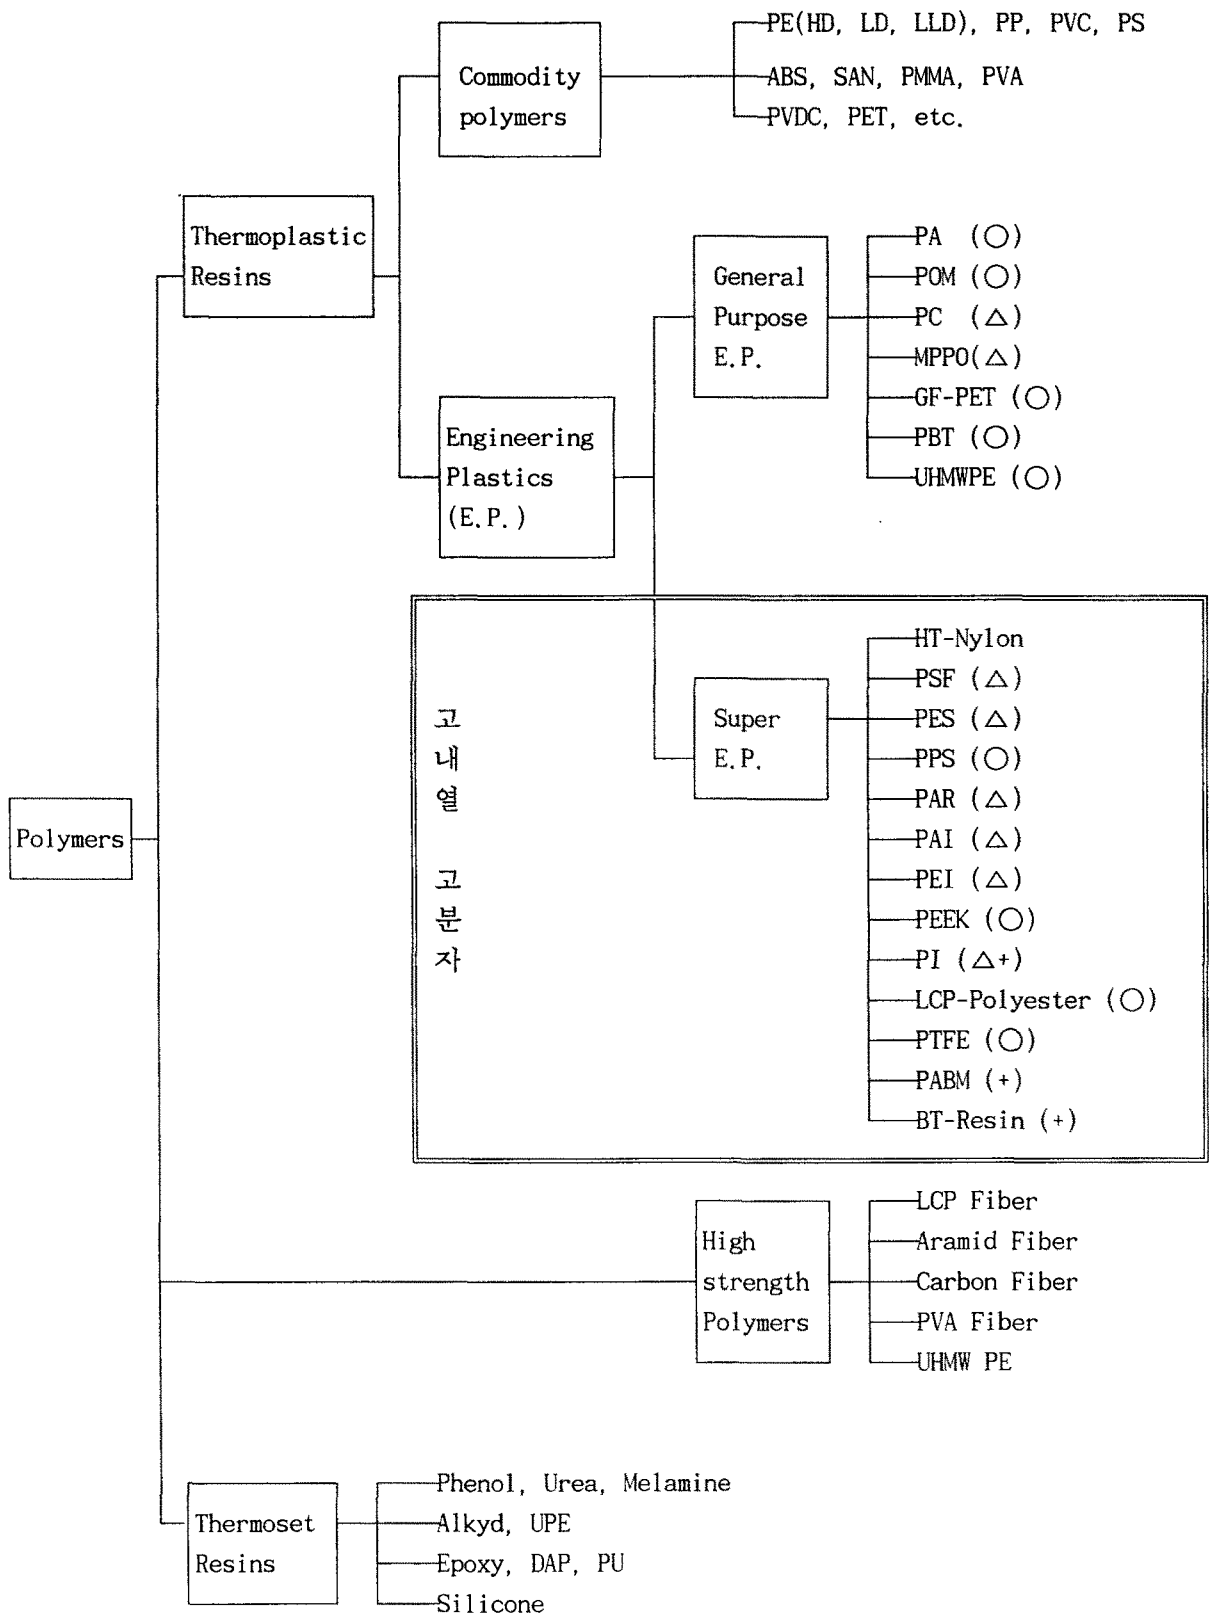 PE(HD, LD, LLD), PP, PVC, PS
Commodity
polymers
ABS, SAN, PMMA, PVA
PVDC, PET, etc.
Thermoplastic
Resins
General
Purpose
E.P.
PA (○)
POM (○)
PC (△)
MPPO(△)
GF-PET (○)
PBT (○)
UHMWPE (○)
Engineering
Plastics
(E.P.)
고
내
열
고
분
자
Super
E.P.
HT-Nylon
PSF (△)
PES (△)
PPS (○)
PAR (△)
PAI (△)
PEI (△)
PEEK (○)
PI (△+)
LCP-Polyester (○)
PTFE (○)
PABM (+)
BT-Resin (+)
Polymers
High
strength
Polymers
LCP Fiber
Aramid Fiber
Carbon Fiber
PVA Fiber
UHMW PE
Thermoset
Resins
Phenol, Urea, Melamine
Alkyd, UPE
Epoxy, DAP, PU
Silicone